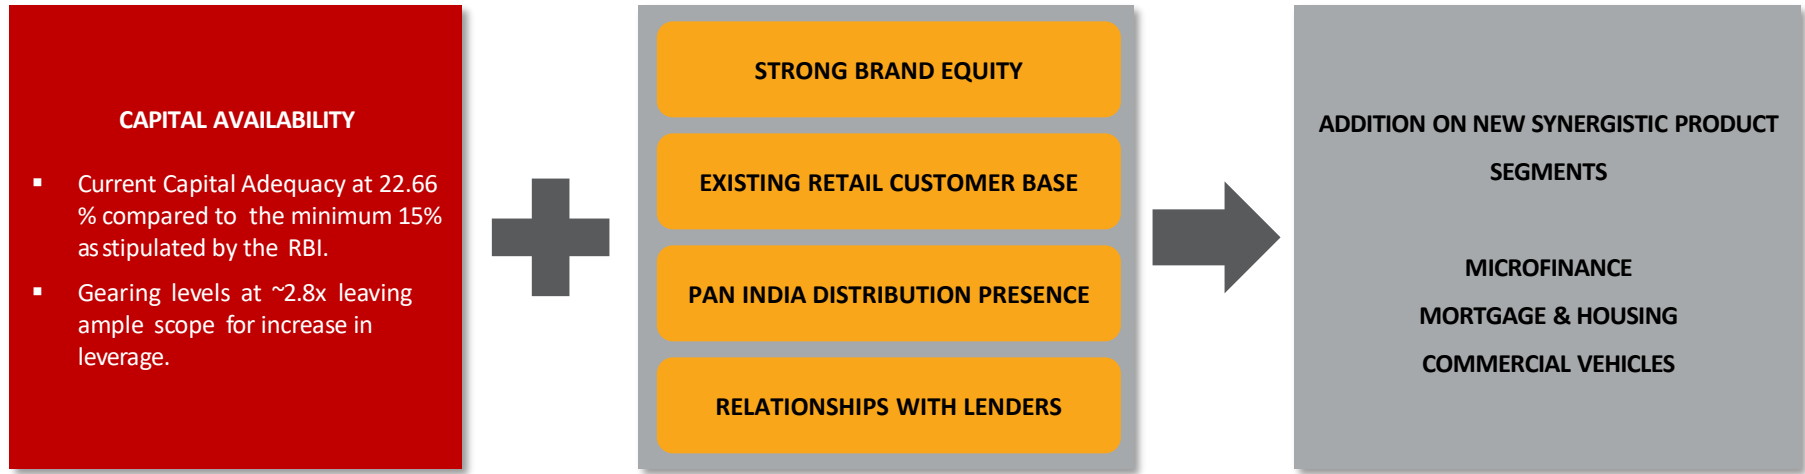 CAPITAL AVAILABILITY
▪ Current Capital Adequacy at 22.66
% compared to the minimum 15%
as stipulated by the RBI.
▪ Gearing levels at ~2.8x leaving
ample scope for increase in
leverage.
STRONG BRAND EQUITY
EXISTING RETAIL CUSTOMER BASE
PAN INDIA DISTRIBUTION PRESENCE
RELATIONSHIPS WITH LENDERS
ADDITION ON NEW SYNERGISTIC PRODUCT
SEGMENTS
MICROFINANCE
MORTGAGE & HOUSING
COMMERCIAL VEHICLES